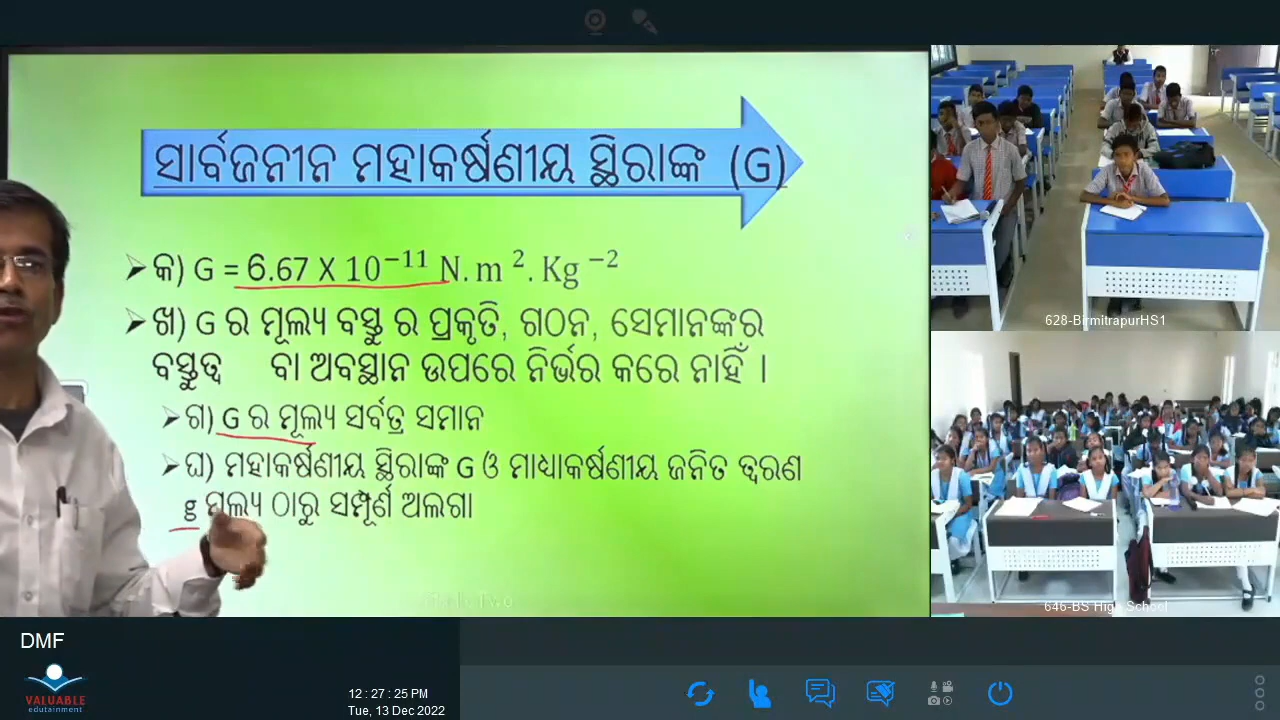 ସାର୍ବଜନୀନ ମହାକର୍ଷଣୀୟ ସ୍ଥିରାଙ୍କ (G)
କ) G = 6.67 X 10⁻¹¹ N. m ². Kg ⁻²
ଖ) G ର ମୂଲ୍ୟ ବସ୍ତୁ ର ପ୍ରକୃତି, ଗଠନ, ସେମାନଙ୍କର
ବସ୍ତୁତ୍ୱ ବା ଅବସ୍ଥାନ ଉପରେ ନିର୍ଭର କରେ ନାହିଁ ।
ଗ) G ର ମୂଲ୍ୟ ସର୍ବତ୍ର ସମାନ
ଘ) ମହାକର୍ଷଣୀୟ ସ୍ଥିରାଙ୍କ G ଓ ମାଧ୍ୟାକର୍ଷଣୀୟ ଜନିତ ତ୍ୱରଣ
g ମୂଲ୍ୟ ଠାରୁ ସମ୍ପୂର୍ଣ ଅଲଗା
628-BirmitrapurHS1
646-BS High School
DMF
VALUABLE
edutainment
12 : 27 : 25 PM
Tue, 13 Dec 2022